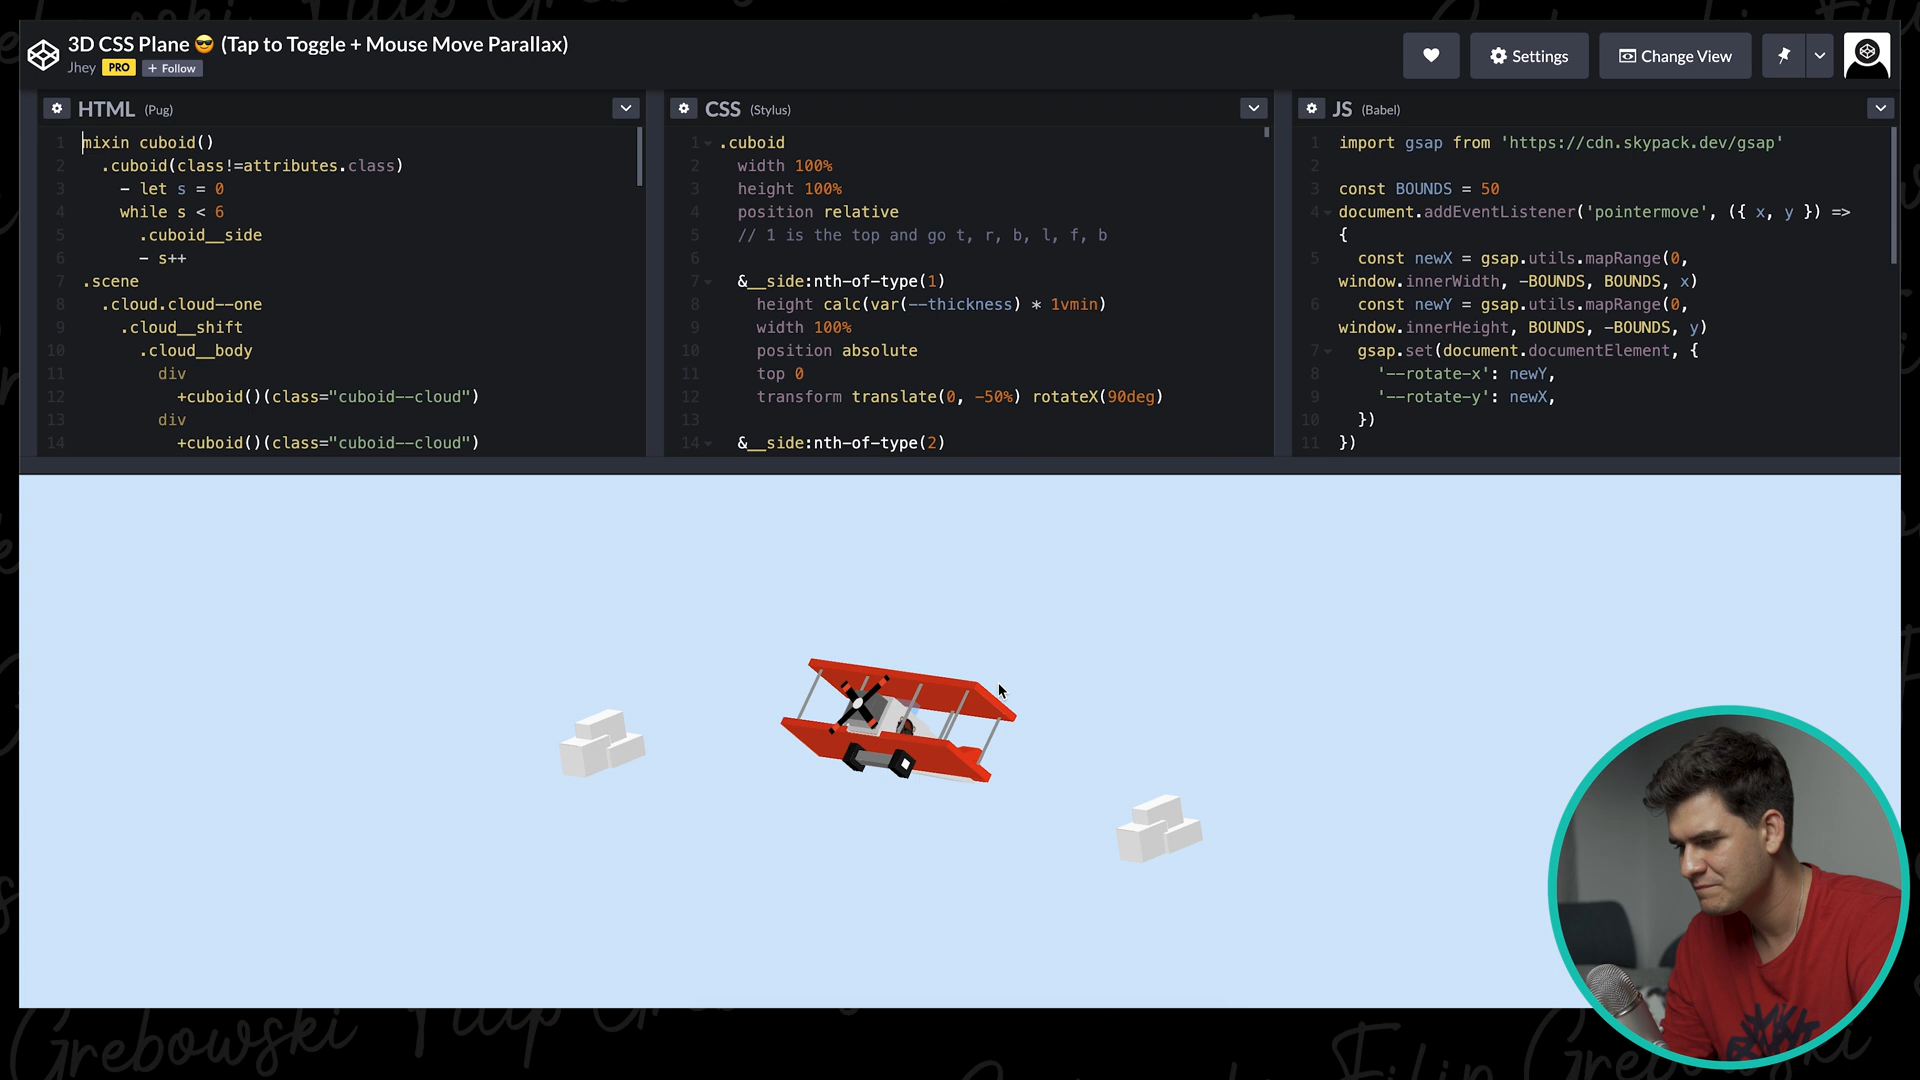 3D CSS Plane 😎 (Tap to Toggle + Mouse Move Parallax)
Jhey PRO + Follow
Settings
Change View
HTML (Pug)
1 mixin cuboid()
2 .cuboid(class!=attributes.class)
3 - let s = 0
4 while s < 6
5 .cuboid__side
6 - s++
7 .scene
8 .cloud.cloud--one
9 .cloud__shift
10 .cloud__body
11 div
12 +cuboid()(class="cuboid--cloud")
13 div
14 +cuboid()(class="cuboid--cloud")
CSS (Stylus)
1 .cuboid
2 width 100%
3 height 100%
4 position relative
5 // 1 is the top and go t, r, b, l, f, b
6
7 &__side:nth-of-type(1)
8 height calc(var(--thickness) * 1vmin)
9 width 100%
10 position absolute
11 top 0
12 transform translate(0, -50%) rotateX(90deg)
13
14 &__side:nth-of-type(2)
JS (Babel)
1 import gsap from 'https://cdn.skypack.dev/gsap'
2
3 const BOUNDS = 50
4 document.addEventListener('pointermove', ({ x, y }) =>
{
5 const newX = gsap.utils.mapRange(0,
window.innerWidth, -BOUNDS, BOUNDS, x)
6 const newY = gsap.utils.mapRange(0,
window.innerHeight, BOUNDS, -BOUNDS, y)
7 gsap.set(document.documentElement, {
8 '--rotate-x': newY,
9 '--rotate-y': newX,
10 })
11 })
Grebowski Filip Grebowski